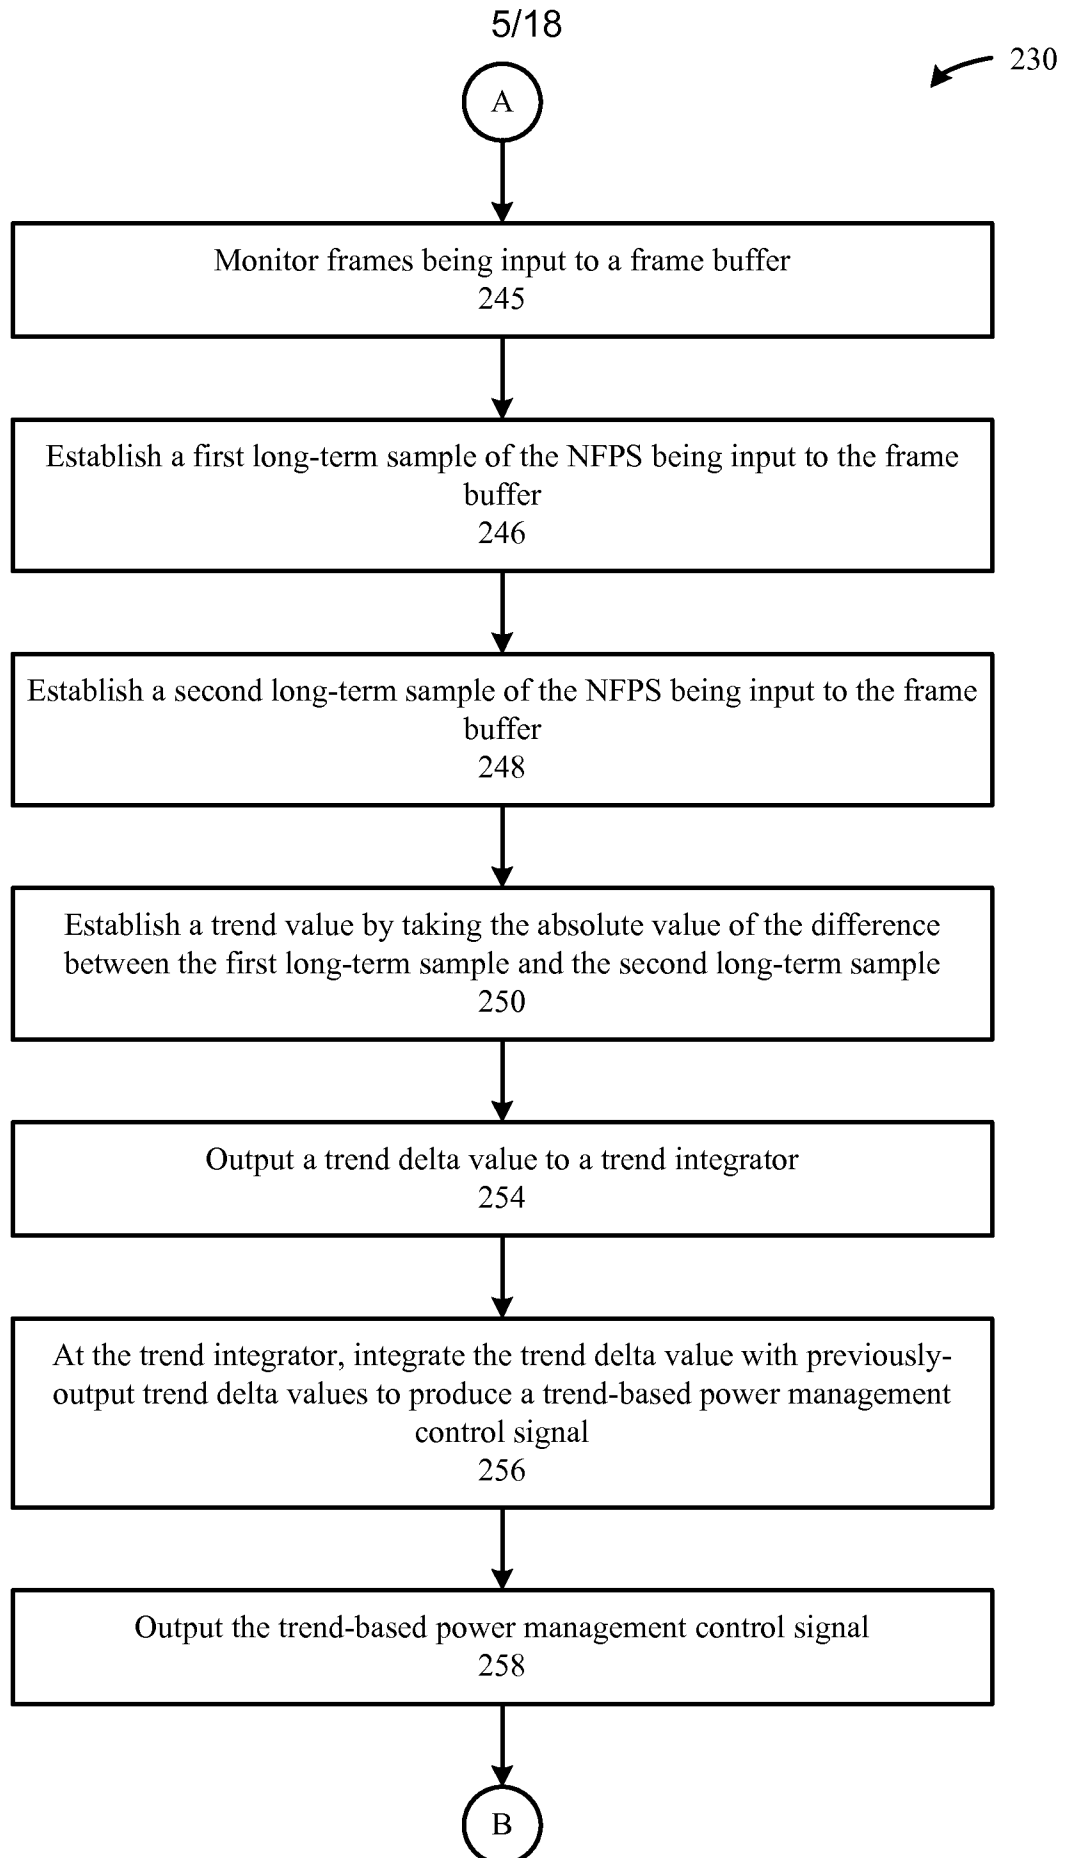 5/18
230
A
Monitor frames being input to a frame buffer
245
Establish a first long-term sample of the NFPS being input to the frame
buffer
246
Establish a second long-term sample of the NFPS being input to the frame
buffer
248
Establish a trend value by taking the absolute value of the difference
between the first long-term sample and the second long-term sample
250
Output a trend delta value to a trend integrator
254
At the trend integrator, integrate the trend delta value with previously-
output trend delta values to produce a trend-based power management
control signal
256
Output the trend-based power management control signal
258
B